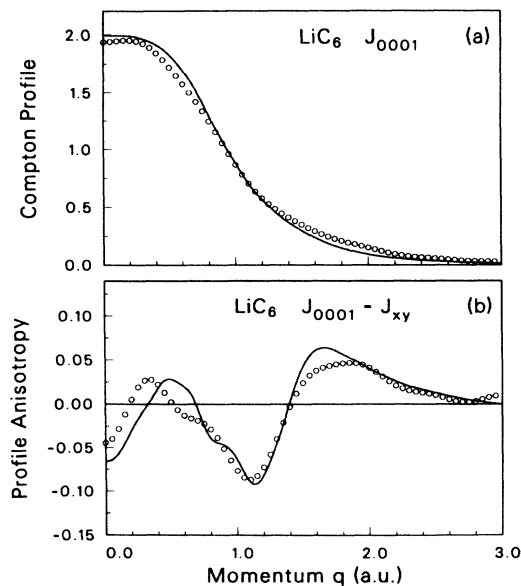 LiC6 J0001 (a)
2.0
1.5
1.0
0.5
0.0
Compton Profile
LiC6 J0001 - Jxy (b)
0.10
0.05
0.00
-0.05
-0.10
-0.15
Profile Anisotropy
0.0 1.0 2.0 3.0
Momentum q (a.u.)